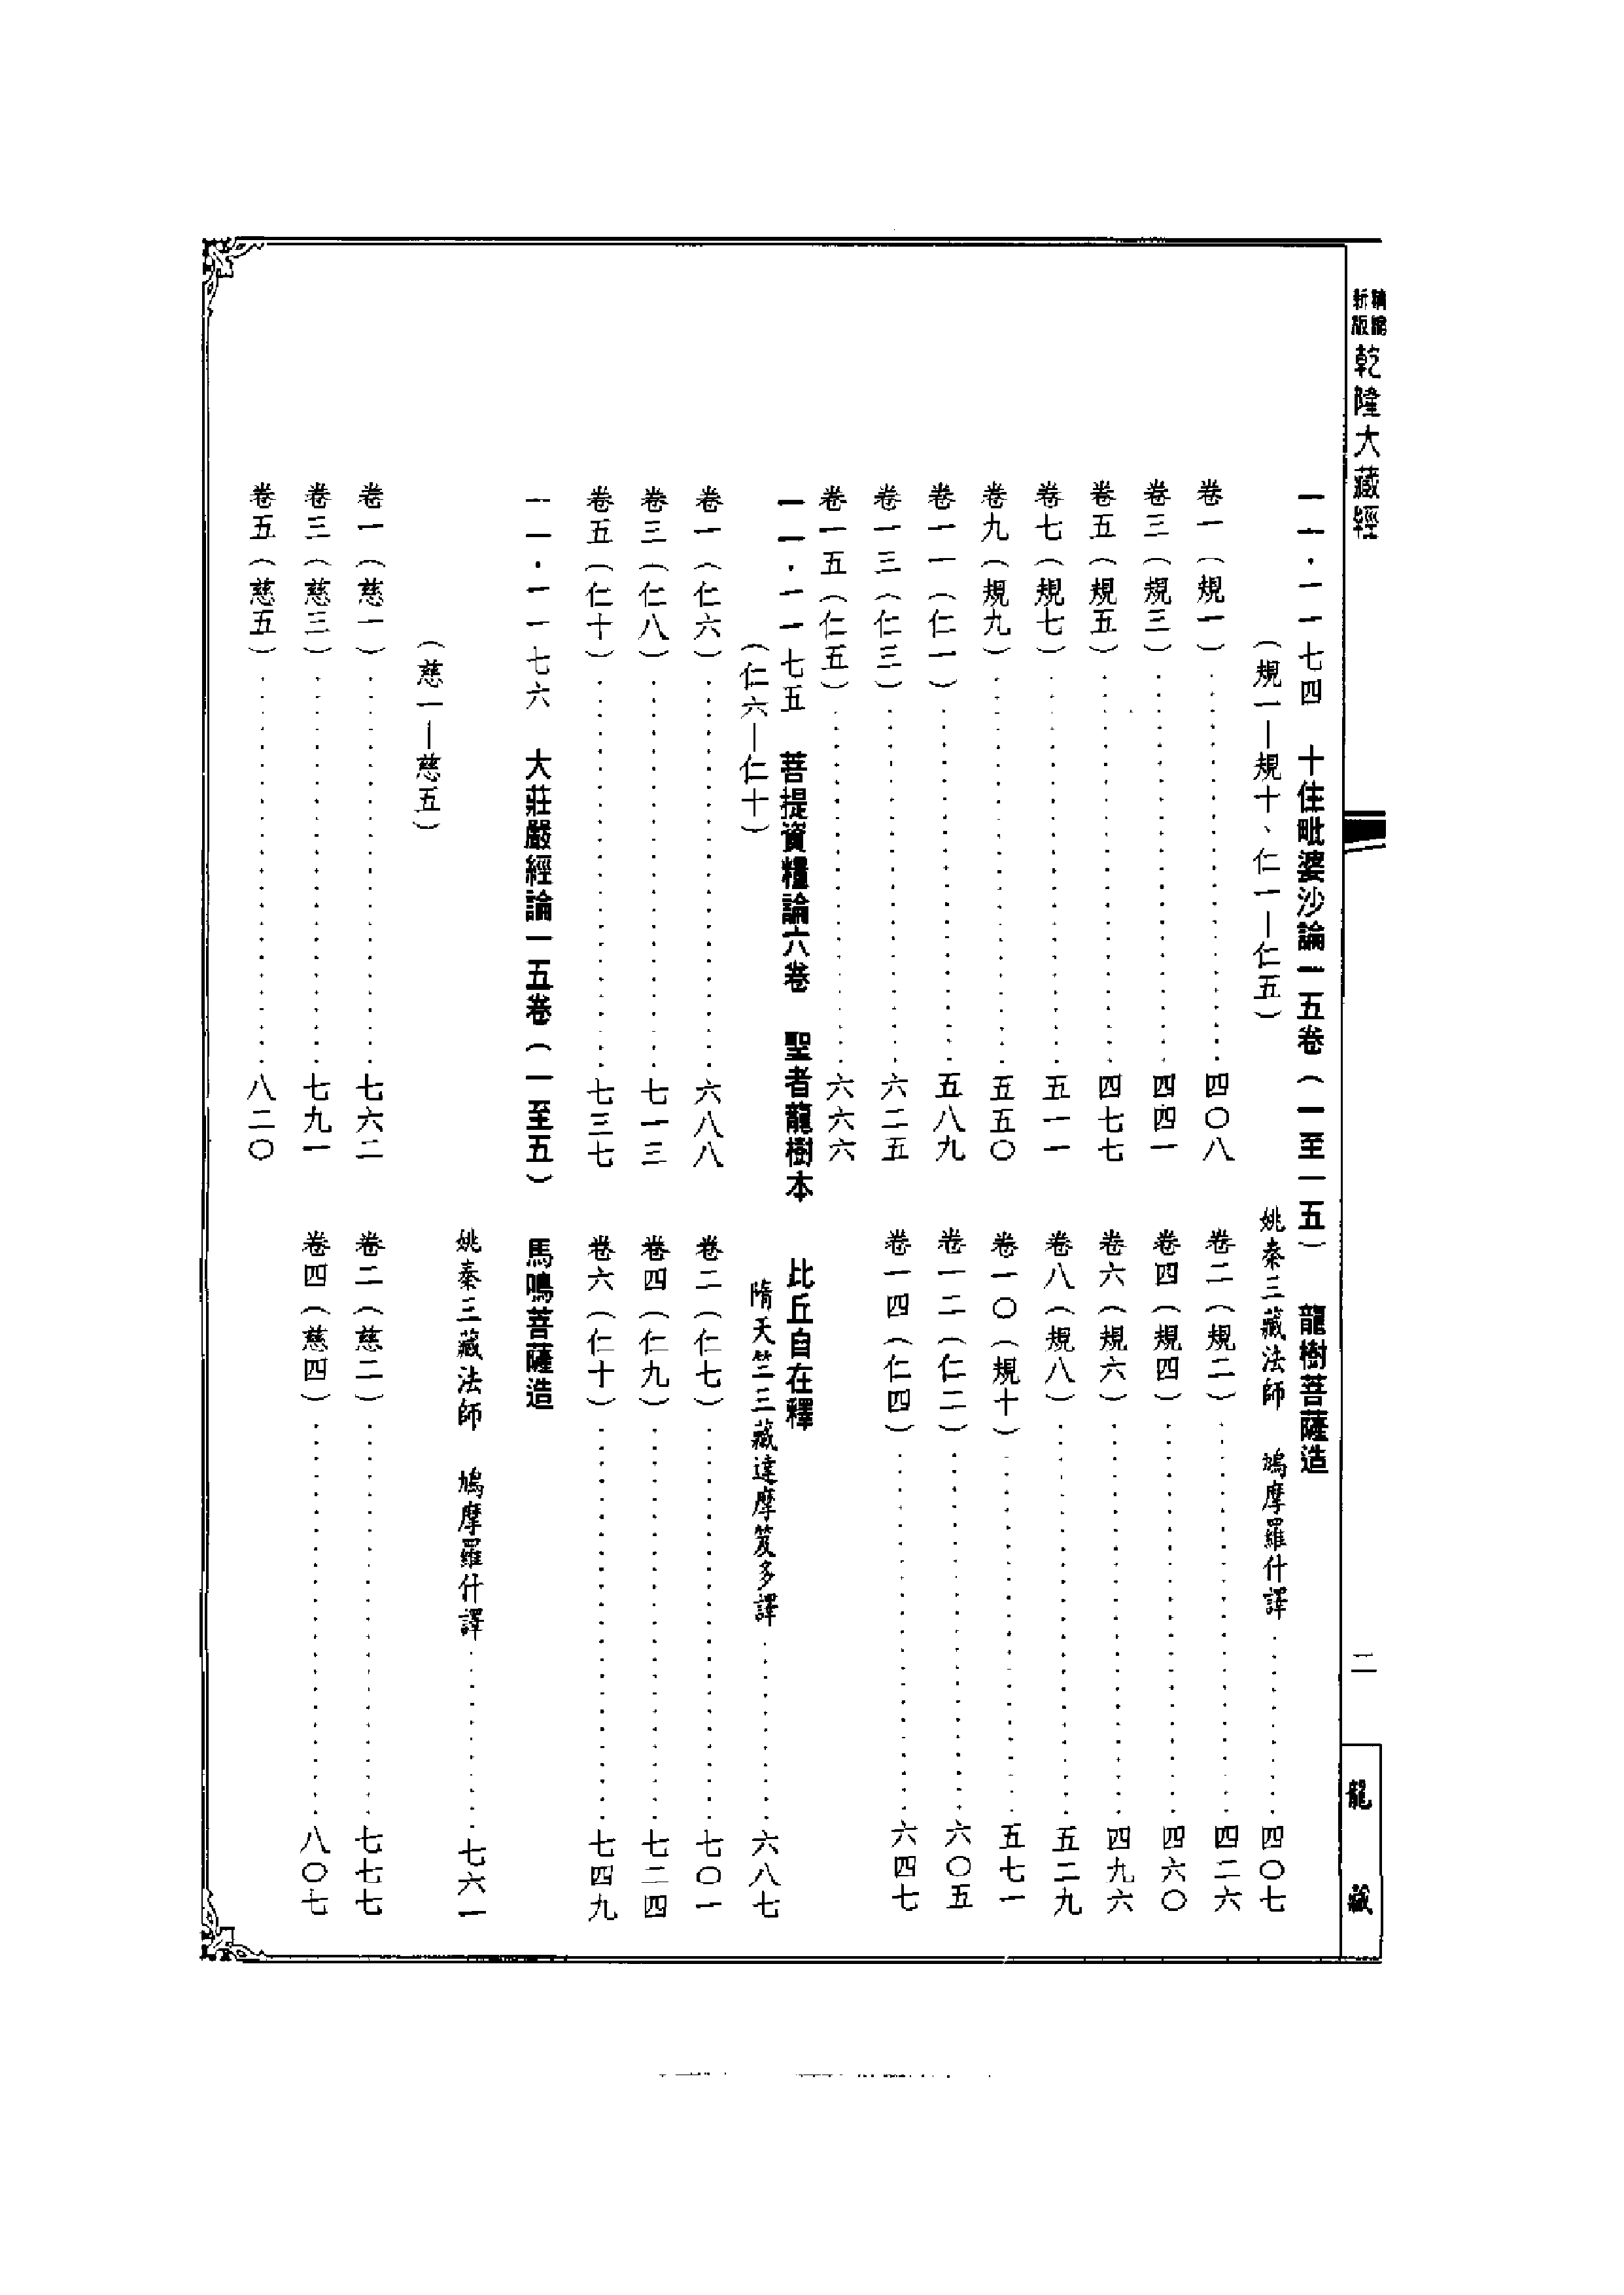 新版
精縮
乾隆大藏經
二
龍藏
一一·一一七四 十住毗婆沙論一五卷(一至一五) 龍樹菩薩造
(規一—規十、仁一—仁五) 姚秦三藏法師 鳩摩羅什譯…………四〇七
卷一(規一)…………四〇八 卷二(規二)…………四二六
卷三(規三)…………四四一 卷四(規四)…………四六〇
卷五(規五)…………四七七 卷六(規六)…………四九六
卷七(規七)…………五一一 卷八(規八)…………五二九
卷九(規九)…………五五〇 卷一〇(規十)…………五七一
卷一一(仁一)…………五八九 卷一二(仁二)…………六〇五
卷一三(仁三)…………六二五 卷一四(仁四)…………六四七
卷一五(仁五)…………六六六
一一·一一七五 菩提資糧論六卷 聖者龍樹本 比丘自在釋
(仁六—仁十) 隋天竺三藏達摩笈多譯…………六八七
卷一(仁六)…………六八八 卷二(仁七)…………七〇一
卷三(仁八)…………七一三 卷四(仁九)…………七二四
卷五(仁十)…………七三七 卷六(仁十)…………七四九
一一·一一七六 大莊嚴經論一五卷(一至五) 馬鳴菩薩造
姚秦三藏法師 鳩摩羅什譯…………七六一
(慈一—慈五)
卷一(慈一)…………七六二 卷二(慈二)…………七七七
卷三(慈三)…………七九一 卷四(慈四)…………八〇七
卷五(慈五)…………八二〇